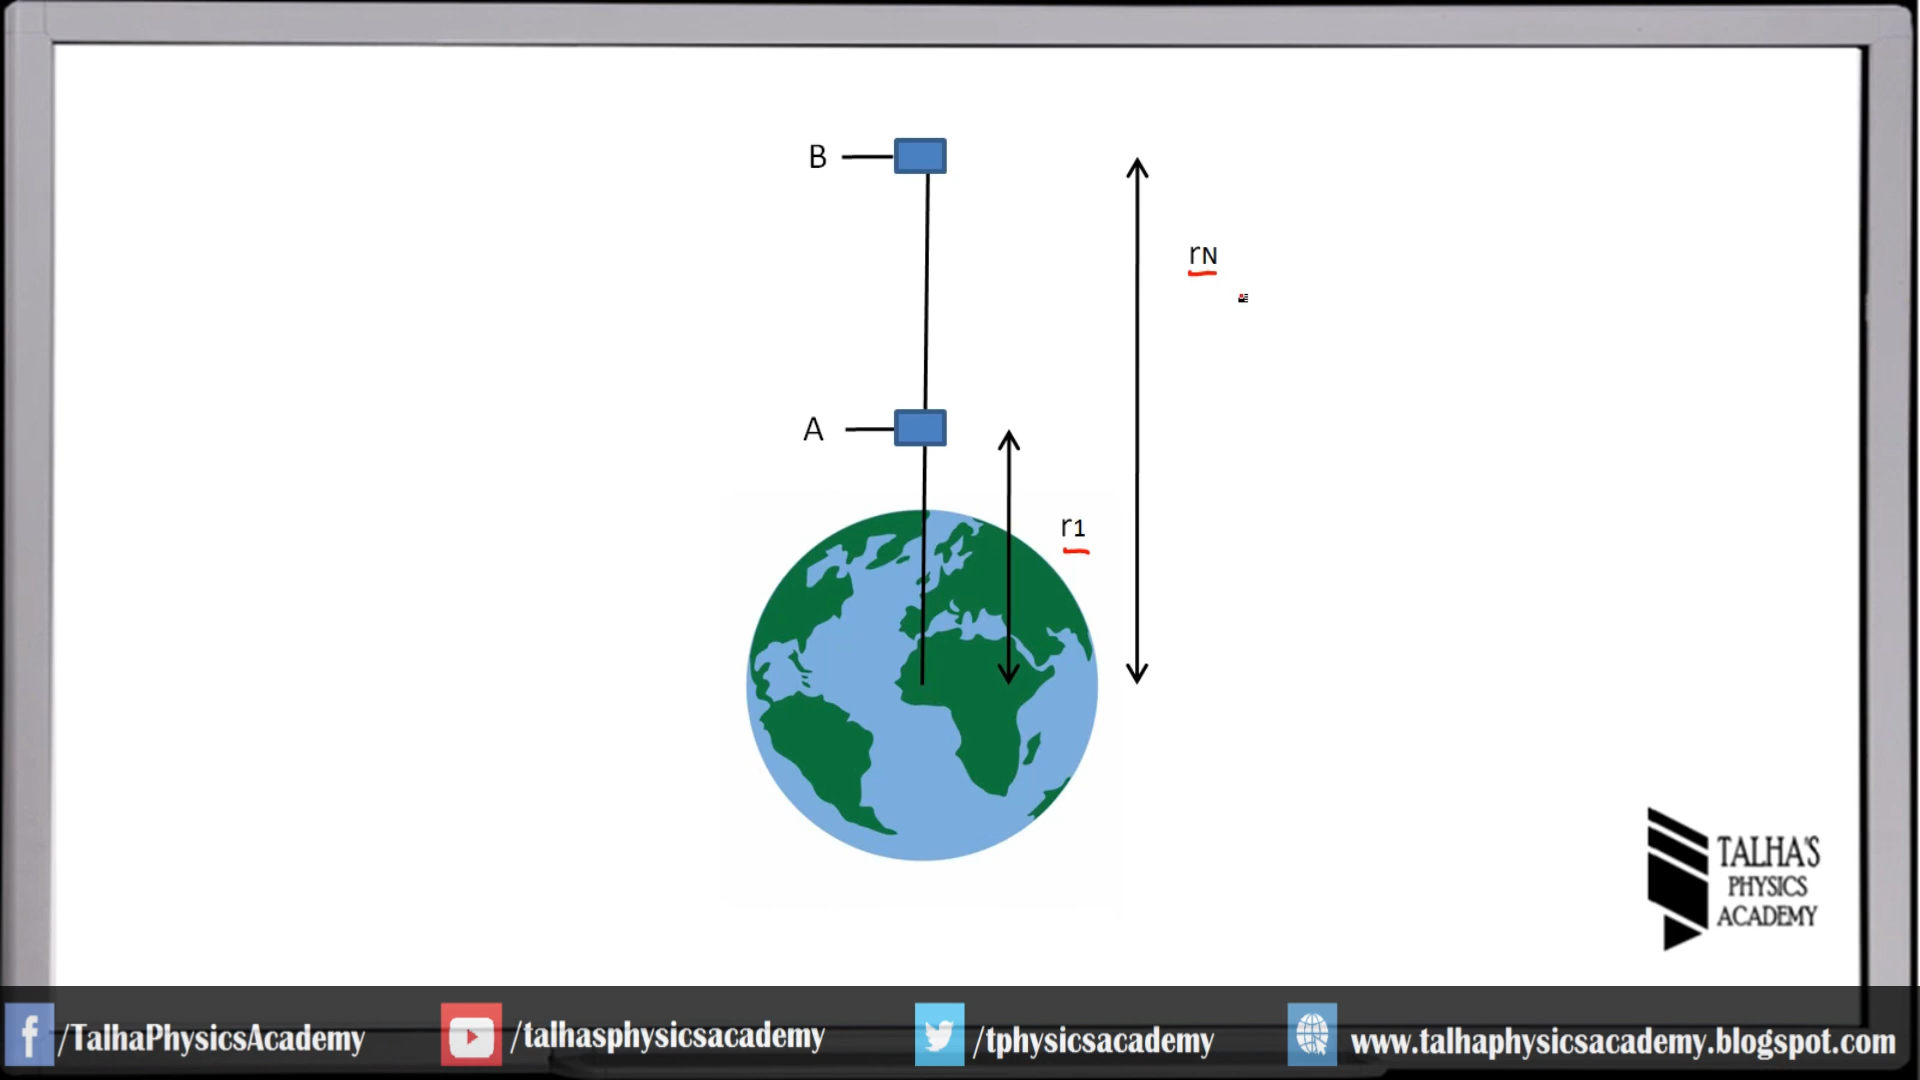 B
rN
A
r1
TALHA'S
PHYSICS
ACADEMY
/TalhaPhysicsAcademy
/talhasphysicsacademy
/tphysicsacademy
www.talhaphysicsacademy.blogspot.com